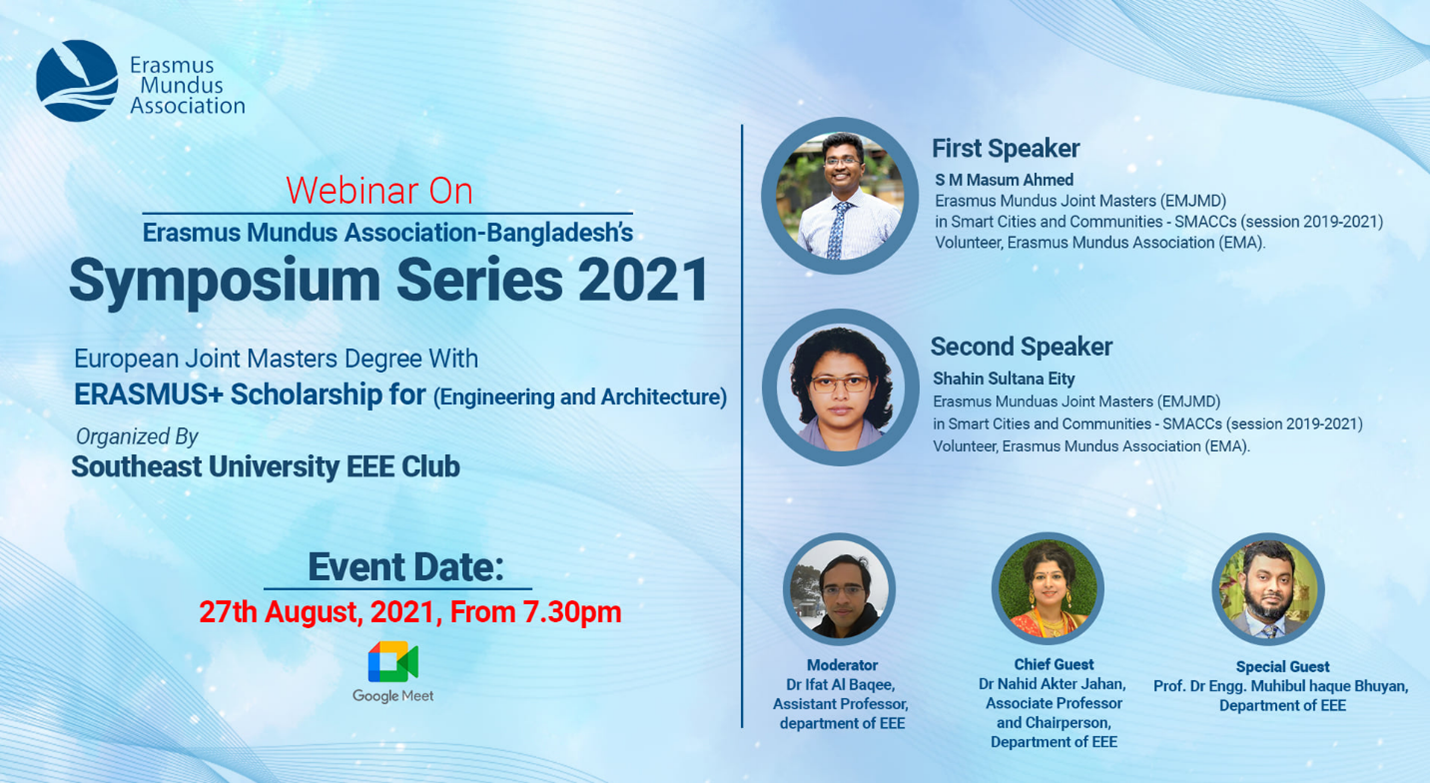 Erasmus
Mundus
Association
Webinar On
Erasmus Mundus Association-Bangladesh's
Symposium Series 2021
European Joint Masters Degree With
ERASMUS+ Scholarship for (Engineering and Architecture)
Organized By
Southeast University EEE Club
Event Date:
27th August, 2021, From 7.30pm
Google Meet
First Speaker
S M Masum Ahmed
Erasmus Mundus Joint Masters (EMJMD)
in Smart Cities and Communities - SMACCs (session 2019-2021)
Volunteer, Erasmus Mundus Association (EMA).
Second Speaker
Shahin Sultana Eity
Erasmus Munduas Joint Masters (EMJMD)
in Smart Cities and Communities - SMACCs (session 2019-2021)
Volunteer, Erasmus Mundus Association (EMA).
Moderator
Dr Ifat Al Baqee,
Assistant Professor,
department of EEE
Chief Guest
Dr Nahid Akter Jahan,
Associate Professor
and Chairperson,
Department of EEE
Special Guest
Prof. Dr Engg. Muhibul haque Bhuyan,
Department of EEE